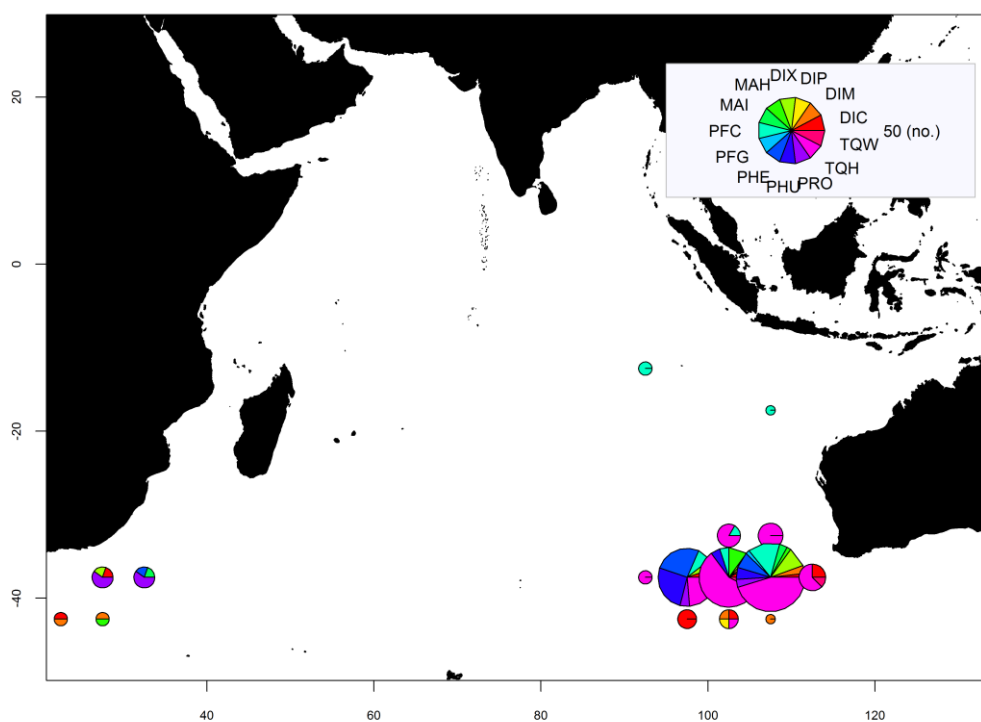 20
0
−20
−40
40
60
80
100
120
DIX DIP
MAH DIM
MAI DIC
PFC 50 (no.)
PFG TQW
PHE TQH
PHU PRO